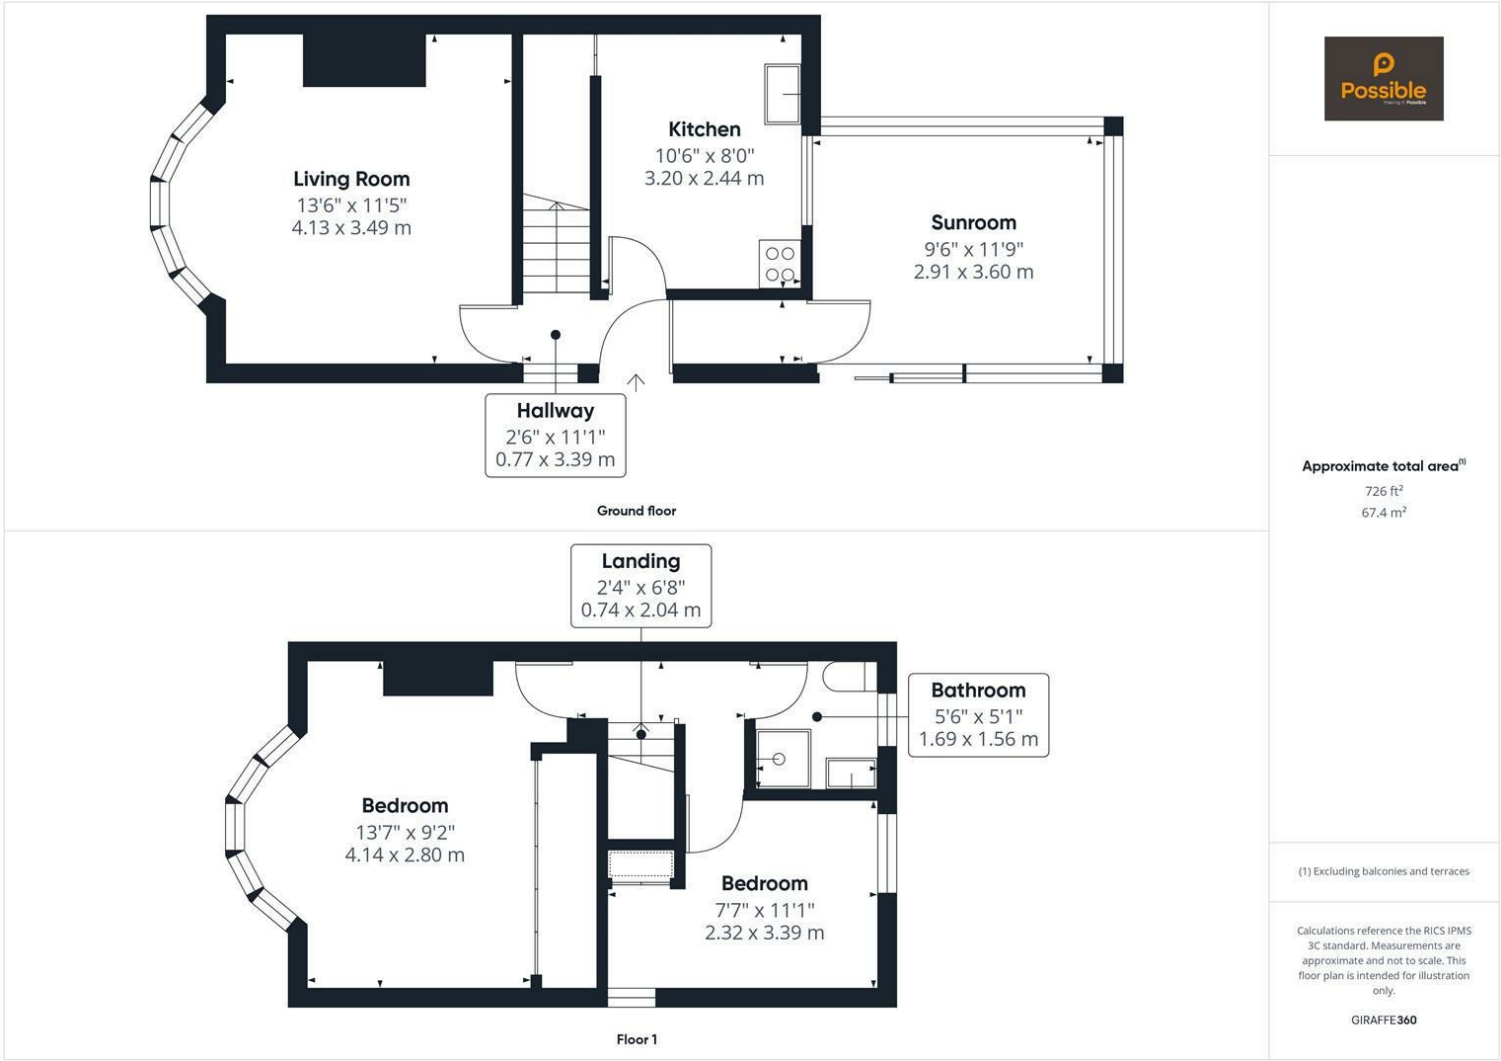 Living Room
13'6" x 11'5"
4.13 x 3.49 m
Kitchen
10'6" x 8'0"
3.20 x 2.44 m
Sunroom
9'6" x 11'9"
2.91 x 3.60 m
Hallway
2'6" x 11'1"
0.77 x 3.39 m
Ground floor
Landing
2'4" x 6'8"
0.74 x 2.04 m
Bathroom
5'6" x 5'1"
1.69 x 1.56 m
Bedroom
13'7" x 9'2"
4.14 x 2.80 m
Bedroom
7'7" x 11'1"
2.32 x 3.39 m
Floor 1
Possible
Making it Possible
Approximate total area(1)
726 ft²
67.4 m²
(1) Excluding balconies and terraces
Calculations reference the RICS IPMS
3C standard. Measurements are
approximate and not to scale. This
floor plan is intended for illustration
only.
GIRAFFE360